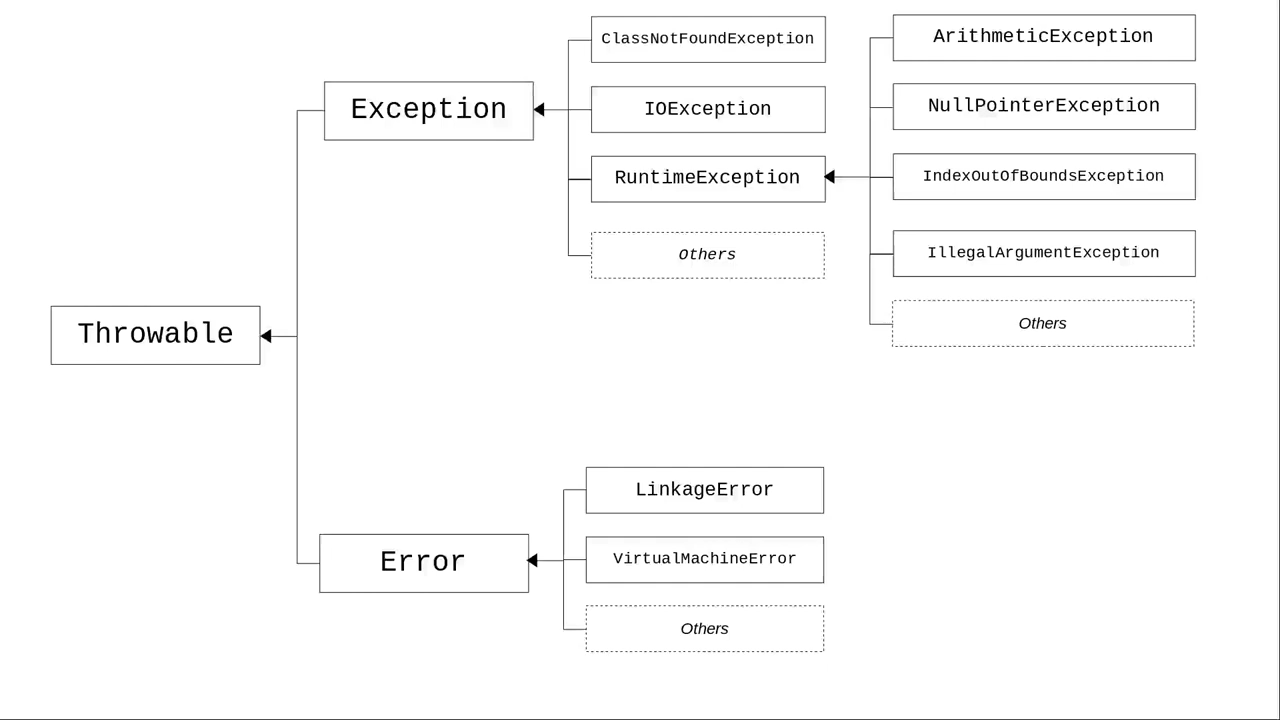 Throwable
Exception
ClassNotFoundException
IOException
RuntimeException
Others
ArithmeticException
NullPointerException
IndexOutOfBoundsException
IllegalArgumentException
Others
Error
LinkageError
VirtualMachineError
Others